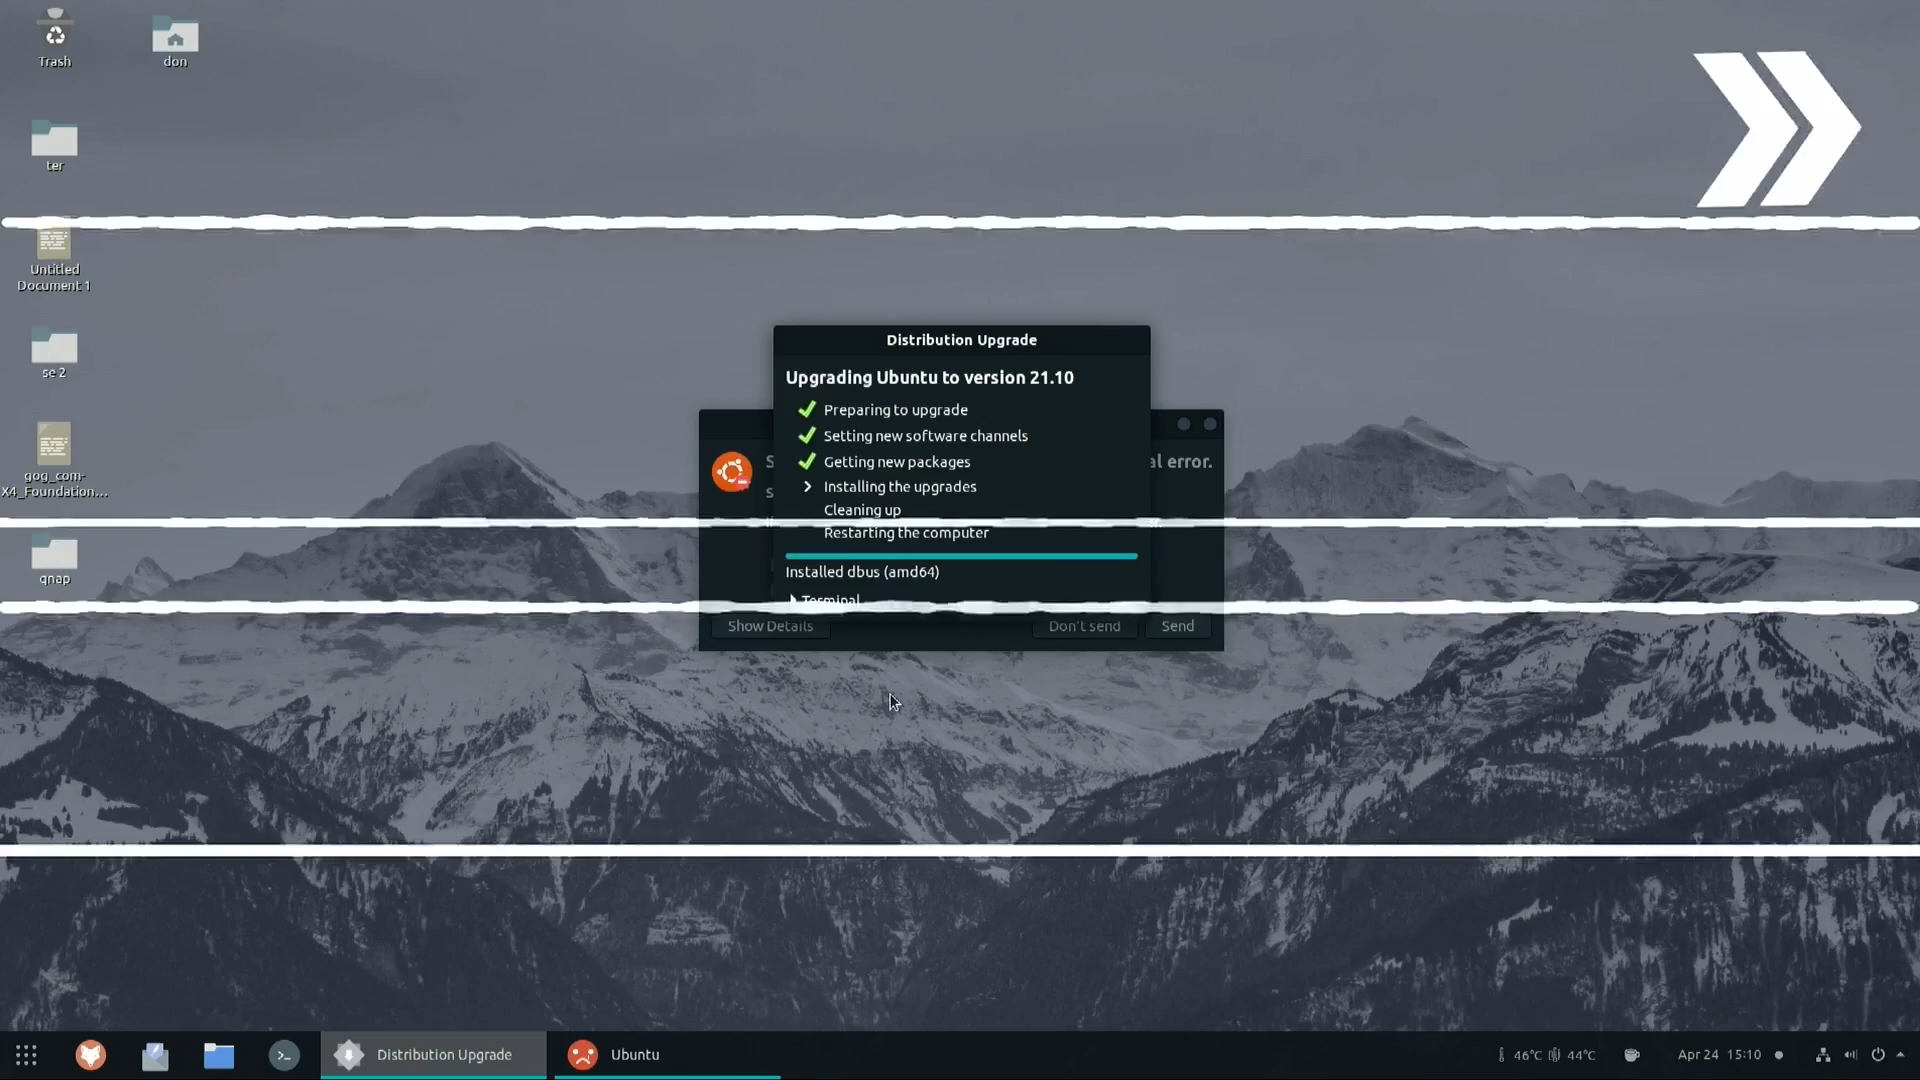 Trash
don
ter
Untitled
Document 1
se 2
gog_com-
X4_Foundation...
qnap
Distribution Upgrade
Upgrading Ubuntu to version 21.10
Preparing to upgrade
Setting new software channels
Getting new packages
Installing the upgrades
Cleaning up
Restarting the computer
Installed dbus (amd64)
Terminal
S
al error.
s
Show Details
Don't send
Send
Distribution Upgrade
Ubuntu
46°C
44°C
Apr 24 15:10